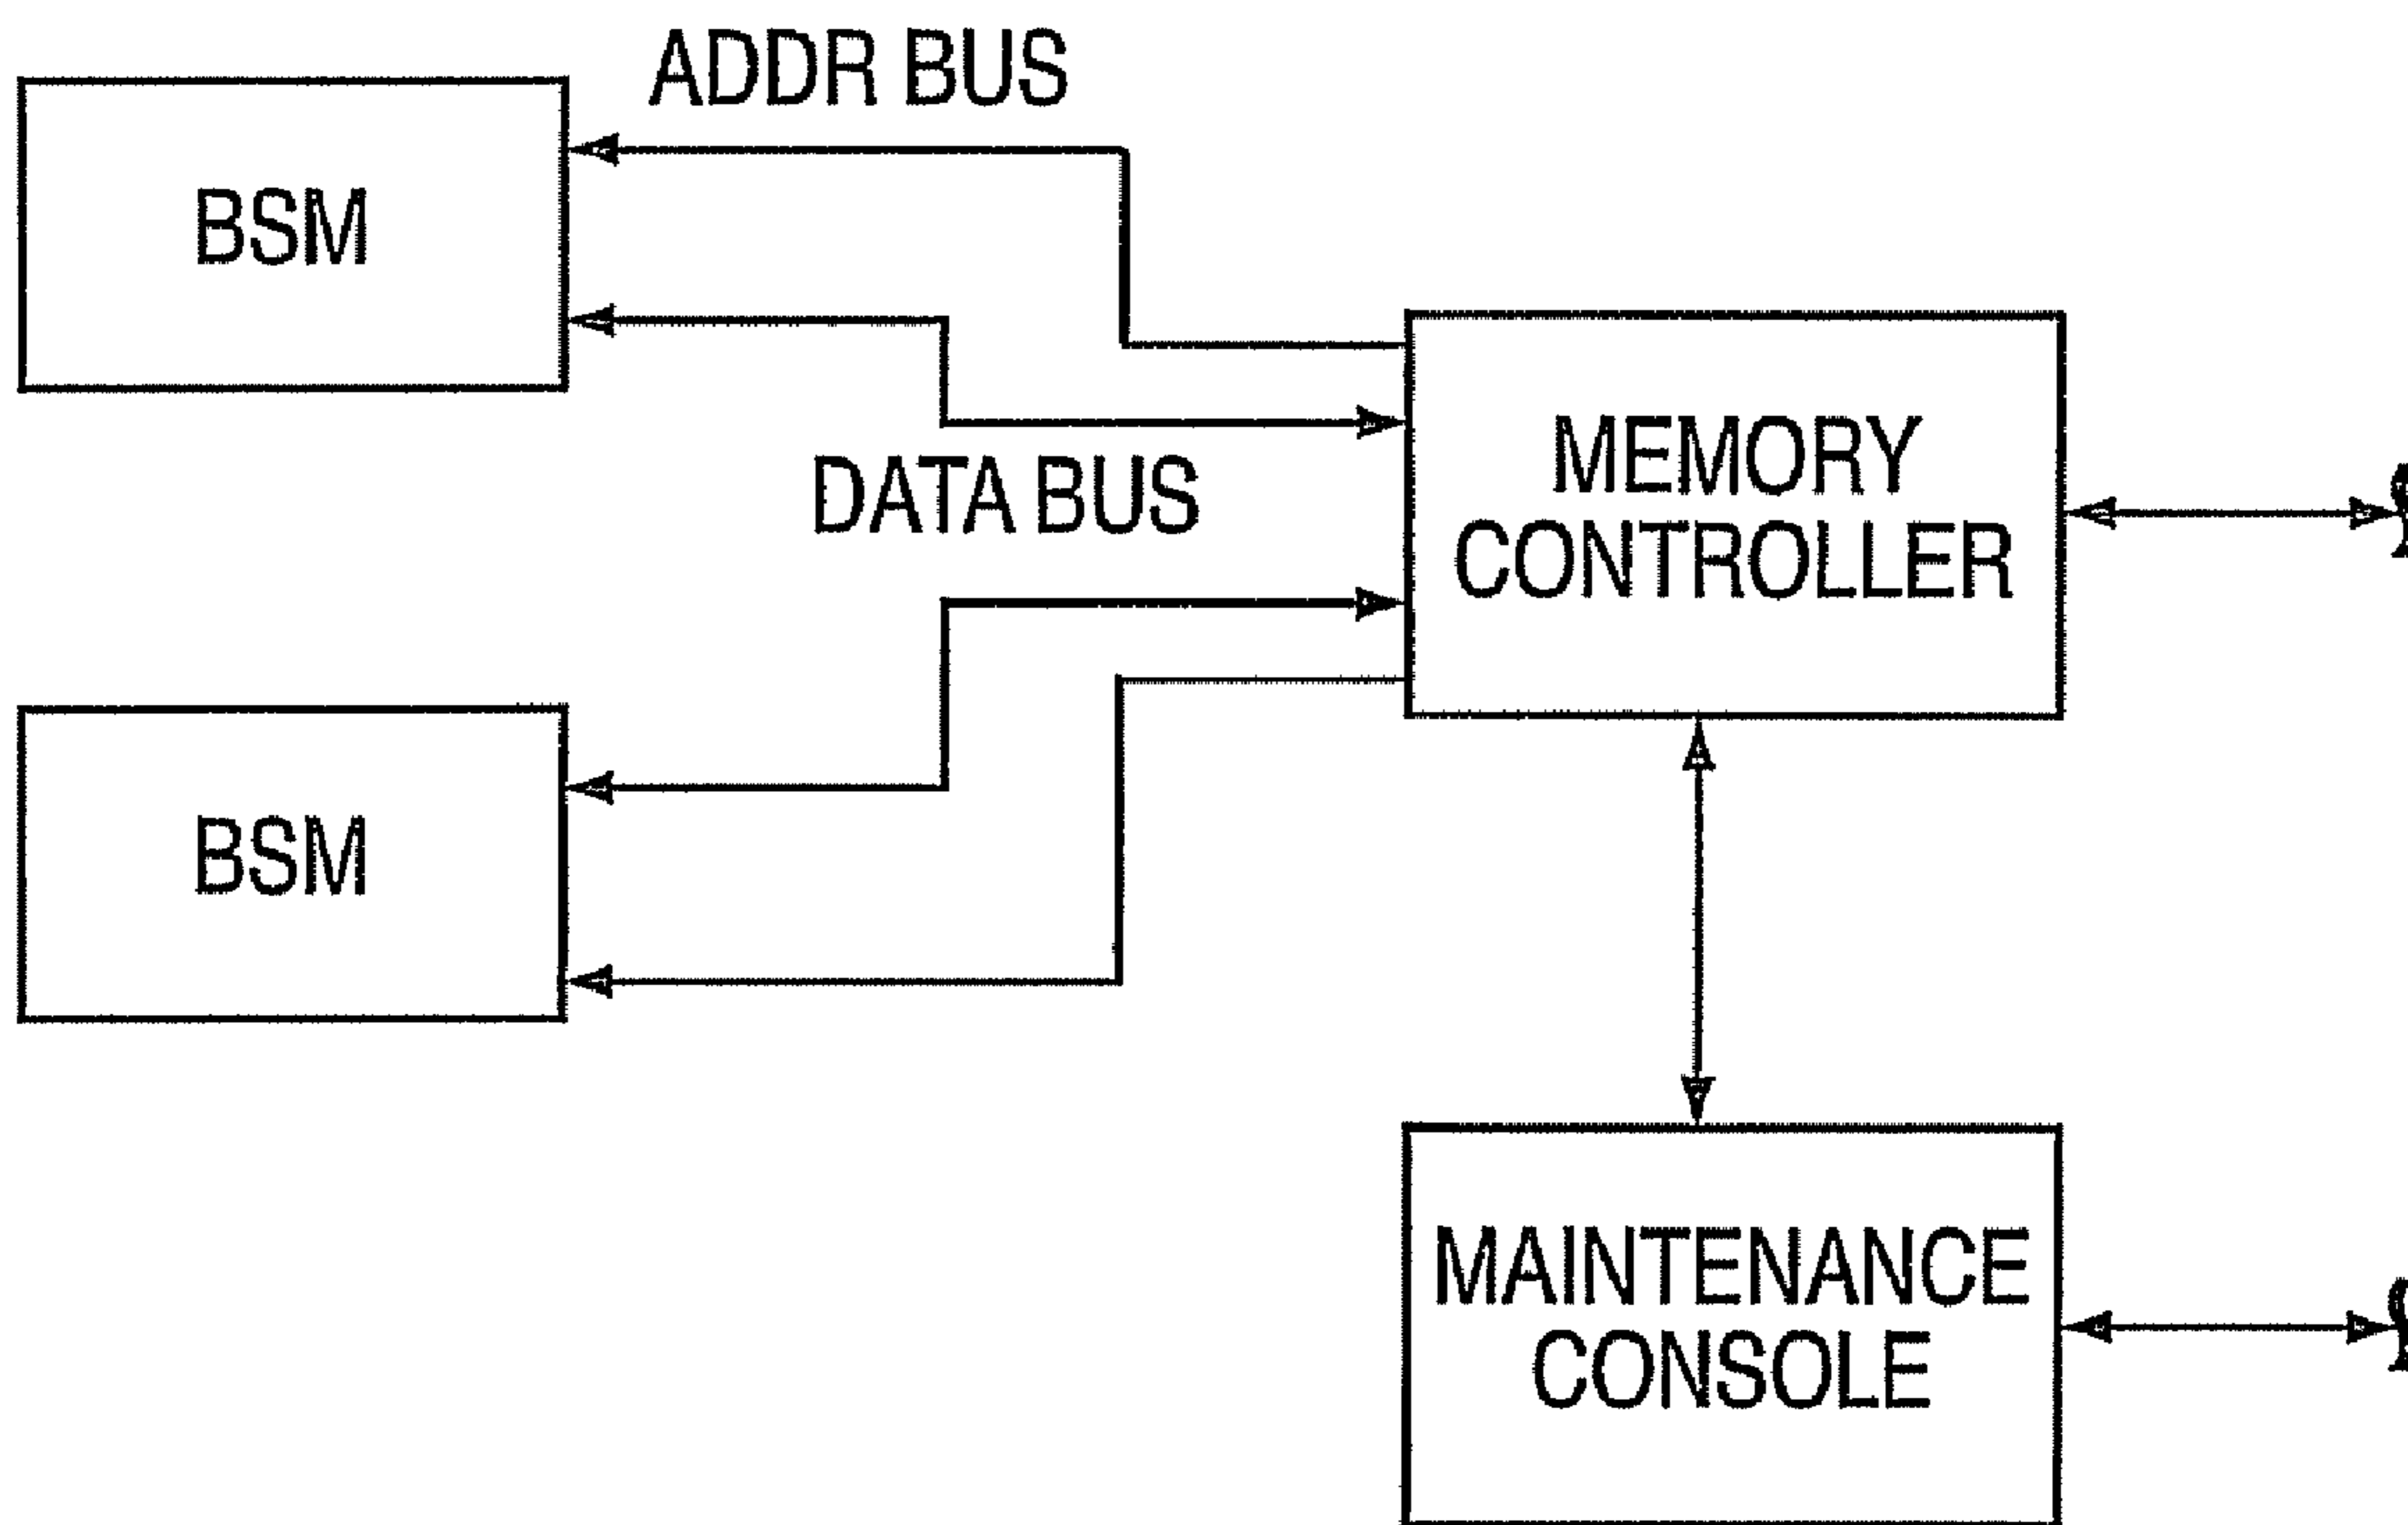 ADDR BUS
BSM
DATA BUS
MEMORY
CONTROLLER
BSM
MAINTENANCE
CONSOLE